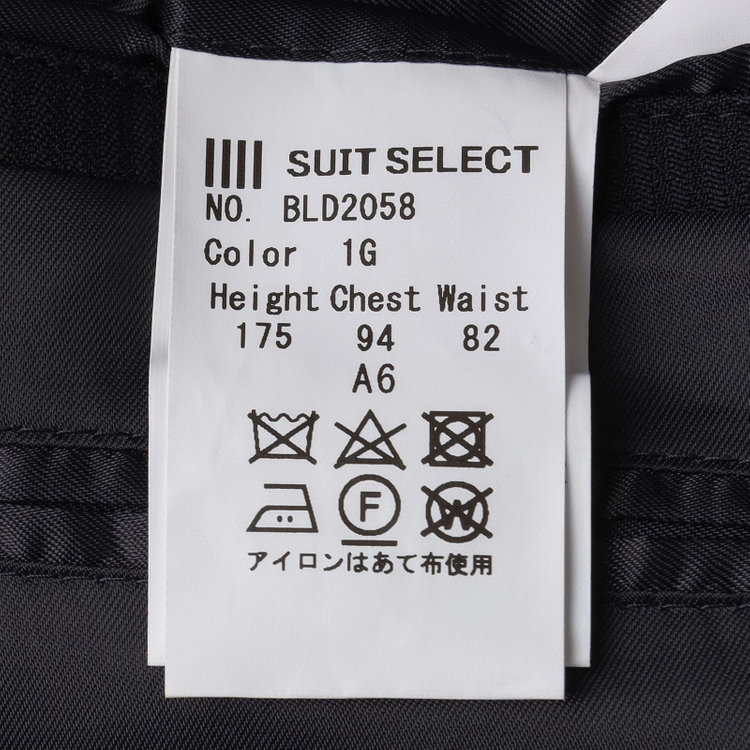 SUIT SELECT
NO. BLD2058
Color 1G
Height Chest Waist
175 94 82
A6
F
W
アイロンはあて布使用